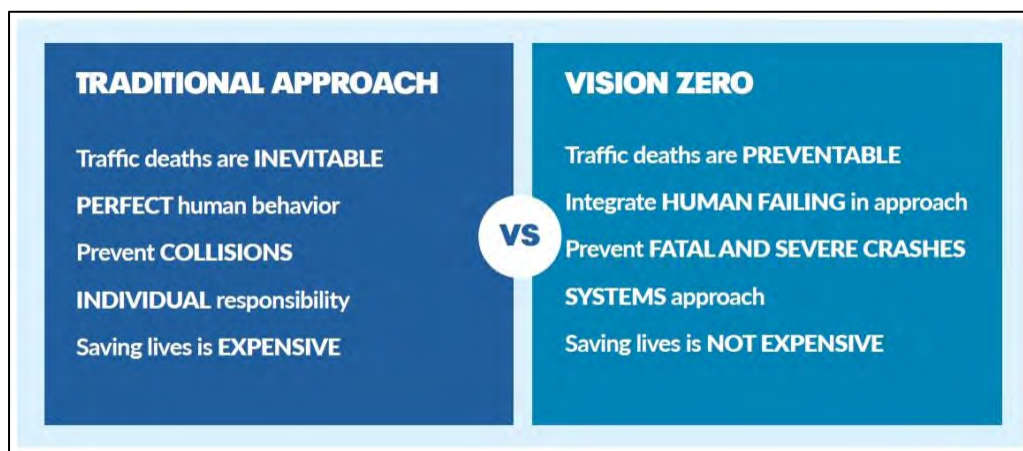 TRADITIONAL APPROACH
Traffic deaths are INEVITABLE
PERFECT human behavior
Prevent COLLISIONS
INDIVIDUAL responsibility
Saving lives is EXPENSIVE
VS
VISION ZERO
Traffic deaths are PREVENTABLE
Integrate HUMAN FAILING in approach
Prevent FATAL AND SEVERE CRASHES
SYSTEMS approach
Saving lives is NOT EXPENSIVE